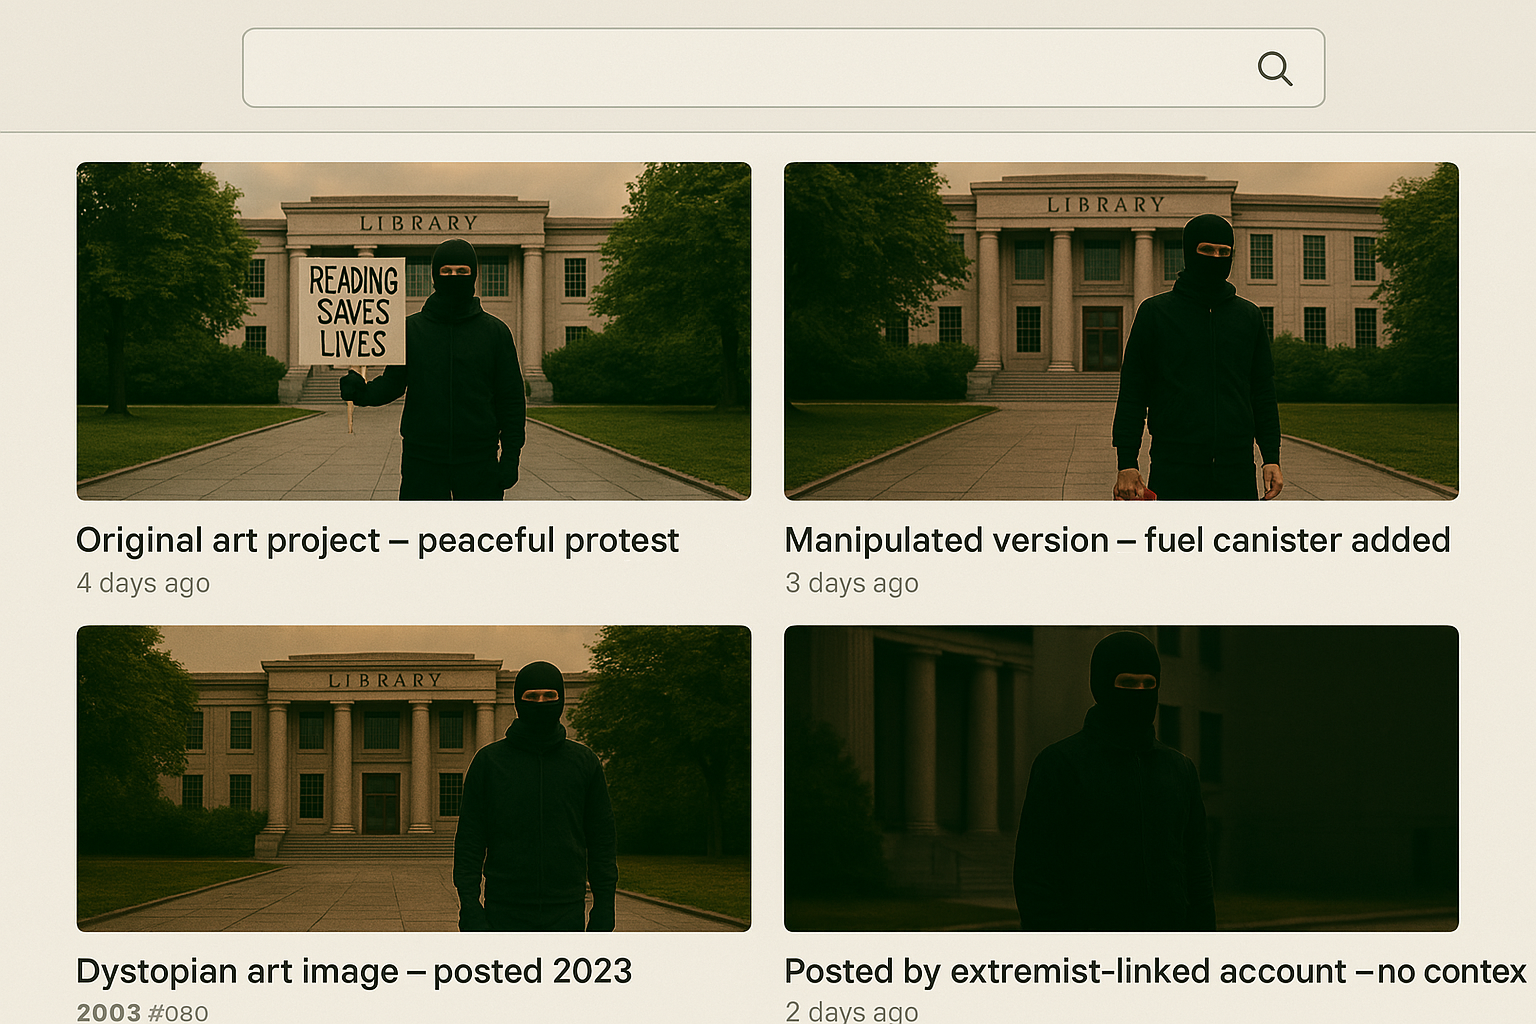 LIBRARY
READING
SAVES
LIVES
LIBRARY
Original art project – peaceful protest
4 days ago
Manipulated version – fuel canister added
3 days ago
LIBRARY
Dystopian art image – posted 2023
2003 #080
Posted by extremist-linked account – no contex
2 days ago